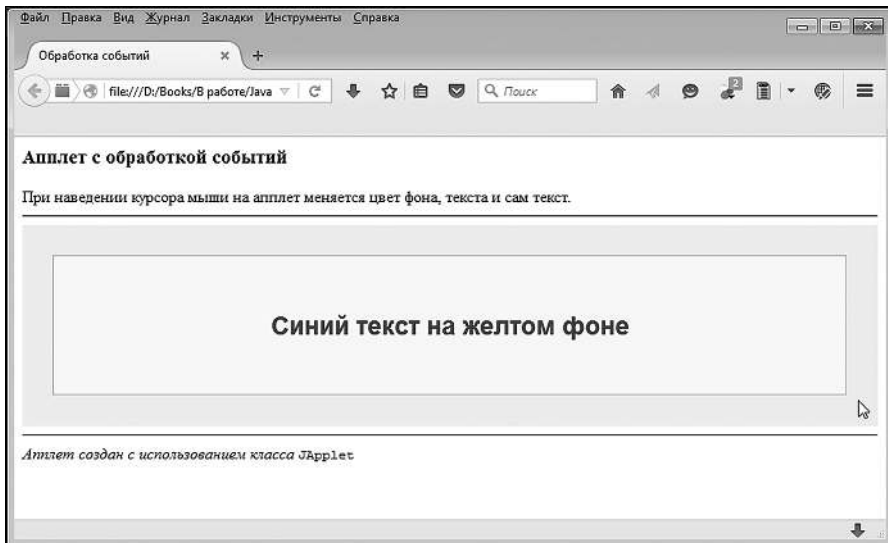 Файл Правка Вид Журнал Закладки Инструменты Справка
Обработка событий × +
file:///D:/Books/В работе/Java
Поиск
2
Апплет с обработкой событий
При наведении курсора мыши на апплет меняется цвет фона, текста и сам текст.
Синий текст на желтом фоне
Апплет создан с использованием класса JApplet